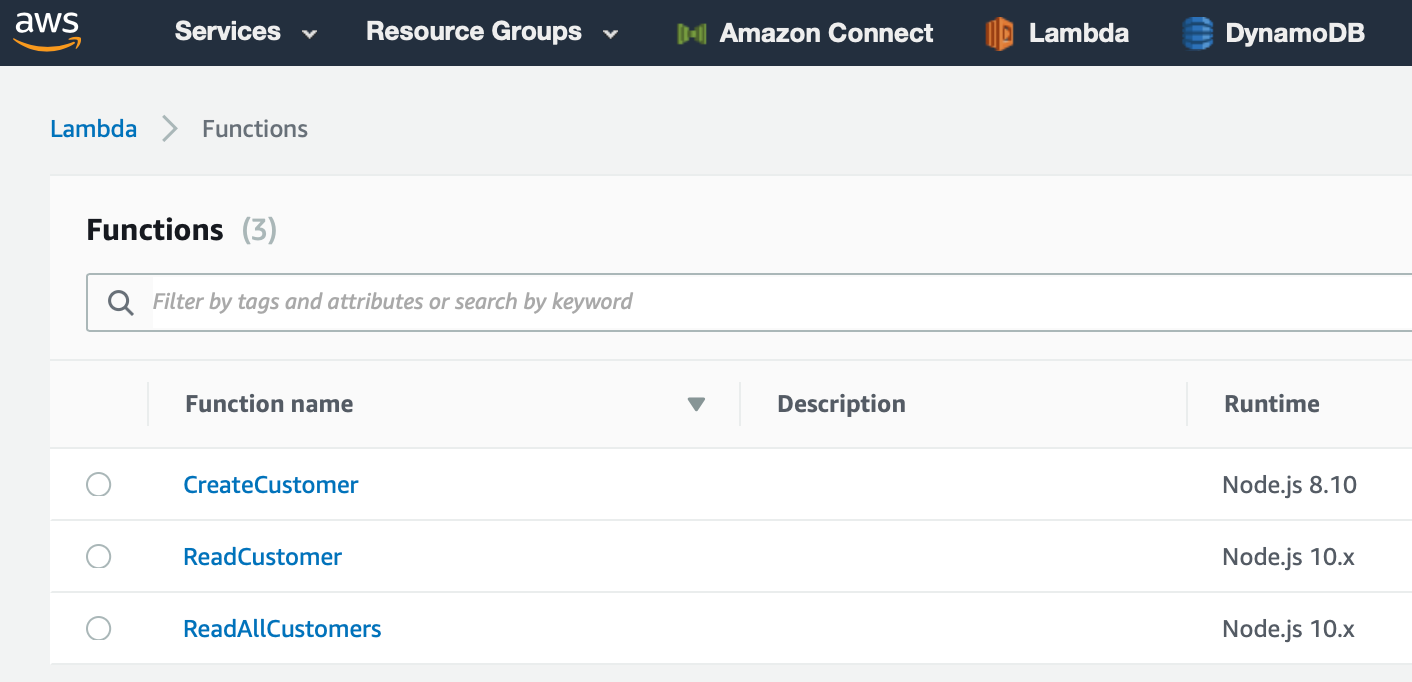 aws Services Resource Groups Amazon Connect Lambda DynamoDB
Lambda Functions
Functions (3)
Filter by tags and attributes or search by keyword
Function name Description Runtime
CreateCustomer Node.js 8.10
ReadCustomer Node.js 10.x
ReadAllCustomers Node.js 10.x